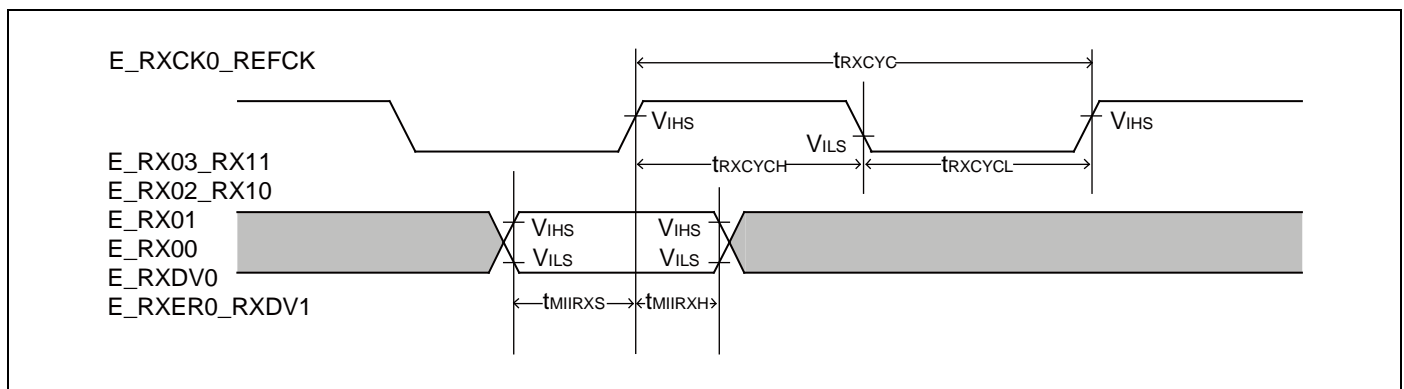 E_RXCK0_REFCK
tRXCYC
VIHS
VILS
VIHS
E_RX03_RX11
tRXCYCH
tRXCYCL
E_RX02_RX10
E_RX01
VIHS
VIHS
E_RX00
VILS
VILS
E_RXDV0
E_RXER0_RXDV1
tMIIRXS
tMIIRXH